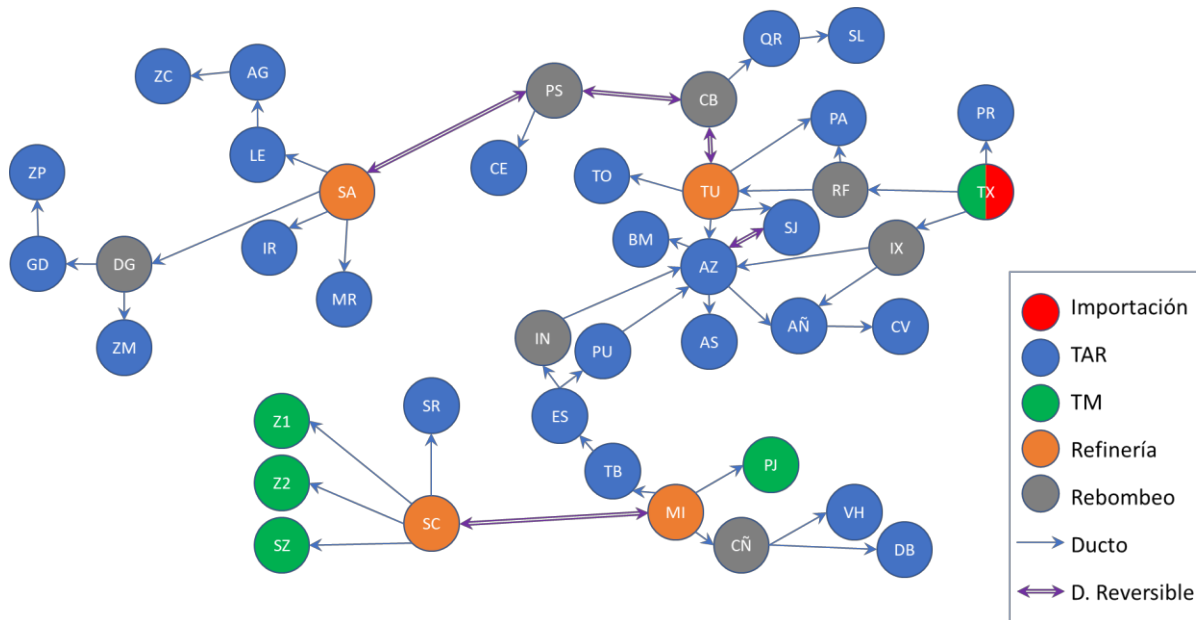 QR
SL
ZC
AG
PS
CB
PR
PA
LE
CE
TO
ZP
SA
TU
RF
TX
SJ
BM
IR
IX
GD
DG
AZ
MR
Importación
IN
PU
AS
AÑ
CV
ZM
TAR
SR
Z1
ES
TM
TB
PJ
Refinería
Z2
MI
VH
Rebombeo
SC
SZ
CÑ
DB
Ducto
D. Reversible